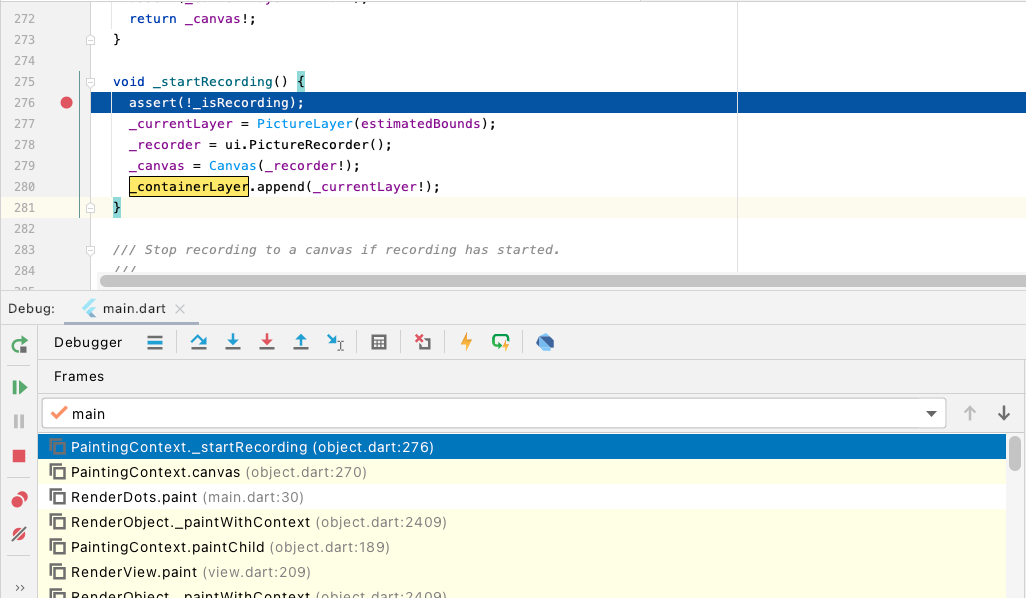 272 return _canvas!;
273 }
274
275 void _startRecording() {
276 assert(!_isRecording);
277 _currentLayer = PictureLayer(estimatedBounds);
278 _recorder = ui.PictureRecorder();
279 _canvas = Canvas(_recorder!);
280 _containerLayer.append(_currentLayer!);
281 }
282
283 /// Stop recording to a canvas if recording has started.
284 ///
Debug: main.dart
Debugger
Frames
main
PaintingContext._startRecording (object.dart:276)
PaintingContext.canvas (object.dart:270)
RenderDots.paint (main.dart:30)
RenderObject._paintWithContext (object.dart:2409)
PaintingContext.paintChild (object.dart:189)
RenderView.paint (view.dart:209)
RenderObject._paintWithContext (object.dart:2409)